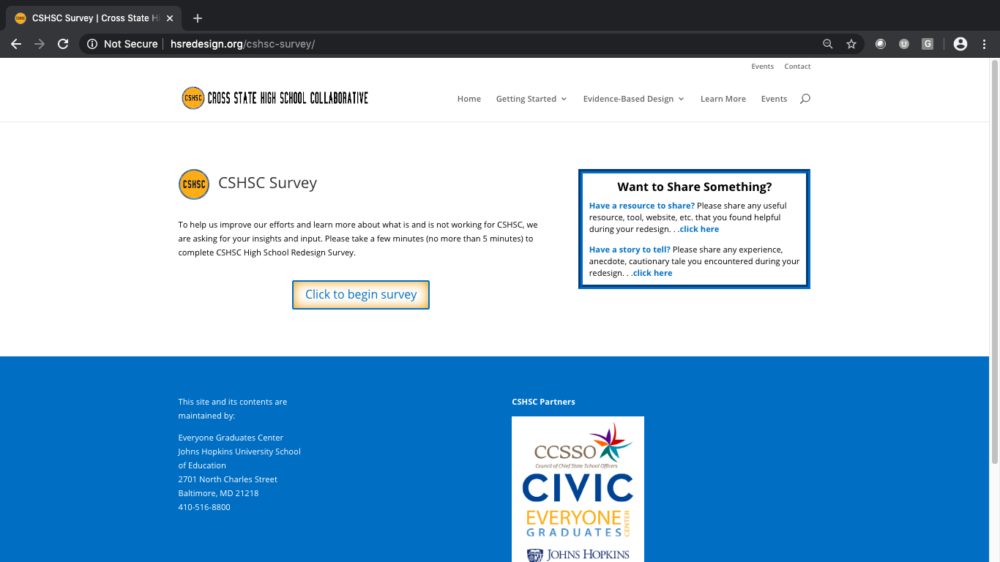 CSHSC Survey | Cross State H
Not Secure
hsredesign.org/cshsc-survey/
G
Events Contact
CSHSC CROSS STATE HIGH SCHOOL COLLABORATIVE
Home Getting Started Evidence-Based Design Learn More Events
CSHSC
CSHSC Survey
To help us improve our efforts and learn more about what is and is not working for CSHSC, we
are asking for your insights and input. Please take a few minutes (no more than 5 minutes) to
complete CSHSC High School Redesign Survey.
Click to begin survey
Want to Share Something?
Have a resource to share? Please share any useful
resource, tool, website, etc. that you found helpful
during your redesign. . .click here
Have a story to tell? Please share any experience,
anecdote, cautionary tale you encountered during your
redesign. . .click here
This site and its contents are
maintained by:
Everyone Graduates Center
Johns Hopkins University School
of Education
2701 North Charles Street
Baltimore, MD 21218
410-516-8800
CSHSC Partners
CCSSO
Council of Chief State School Officers
CIVIC
EVERYONE
GRADUATES
CENTER
JOHNS HOPKINS